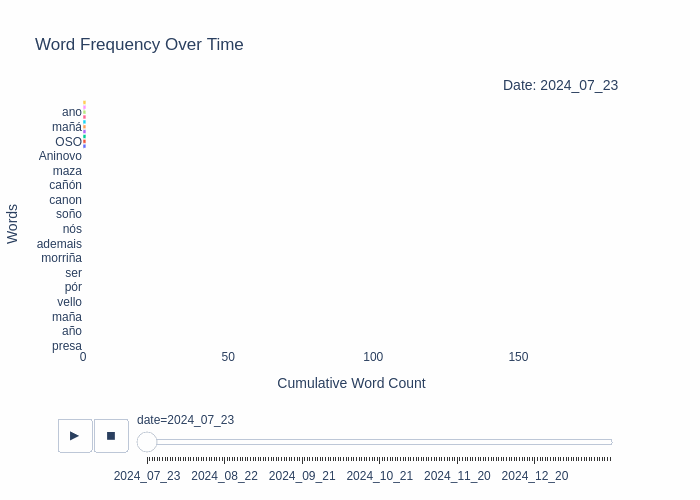 Word Frequency Over Time
Date: 2024_07_23
Words
ano
mañá
OSO
Aninovo
maza
cañón
canon
soño
nós
ademais
morriña
ser
pór
vello
maña
año
presa
0 50 100 150
Cumulative Word Count
date=2024_07_23
2024_07_23 2024_08_22 2024_09_21 2024_10_21 2024_11_20 2024_12_20